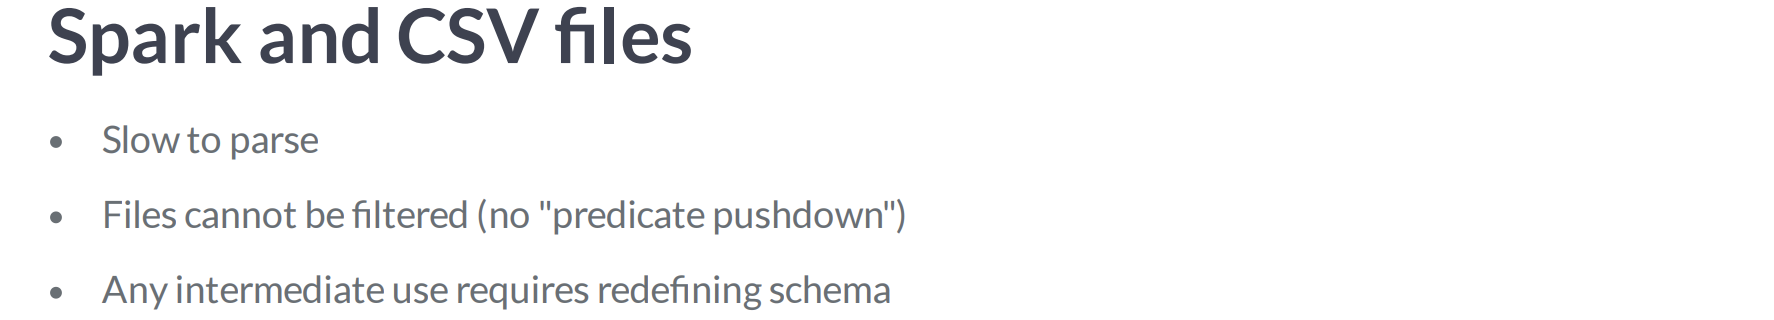 Spark and CSV files
• Slow to parse
• Files cannot be filtered (no "predicate pushdown")
• Any intermediate use requires redefining schema